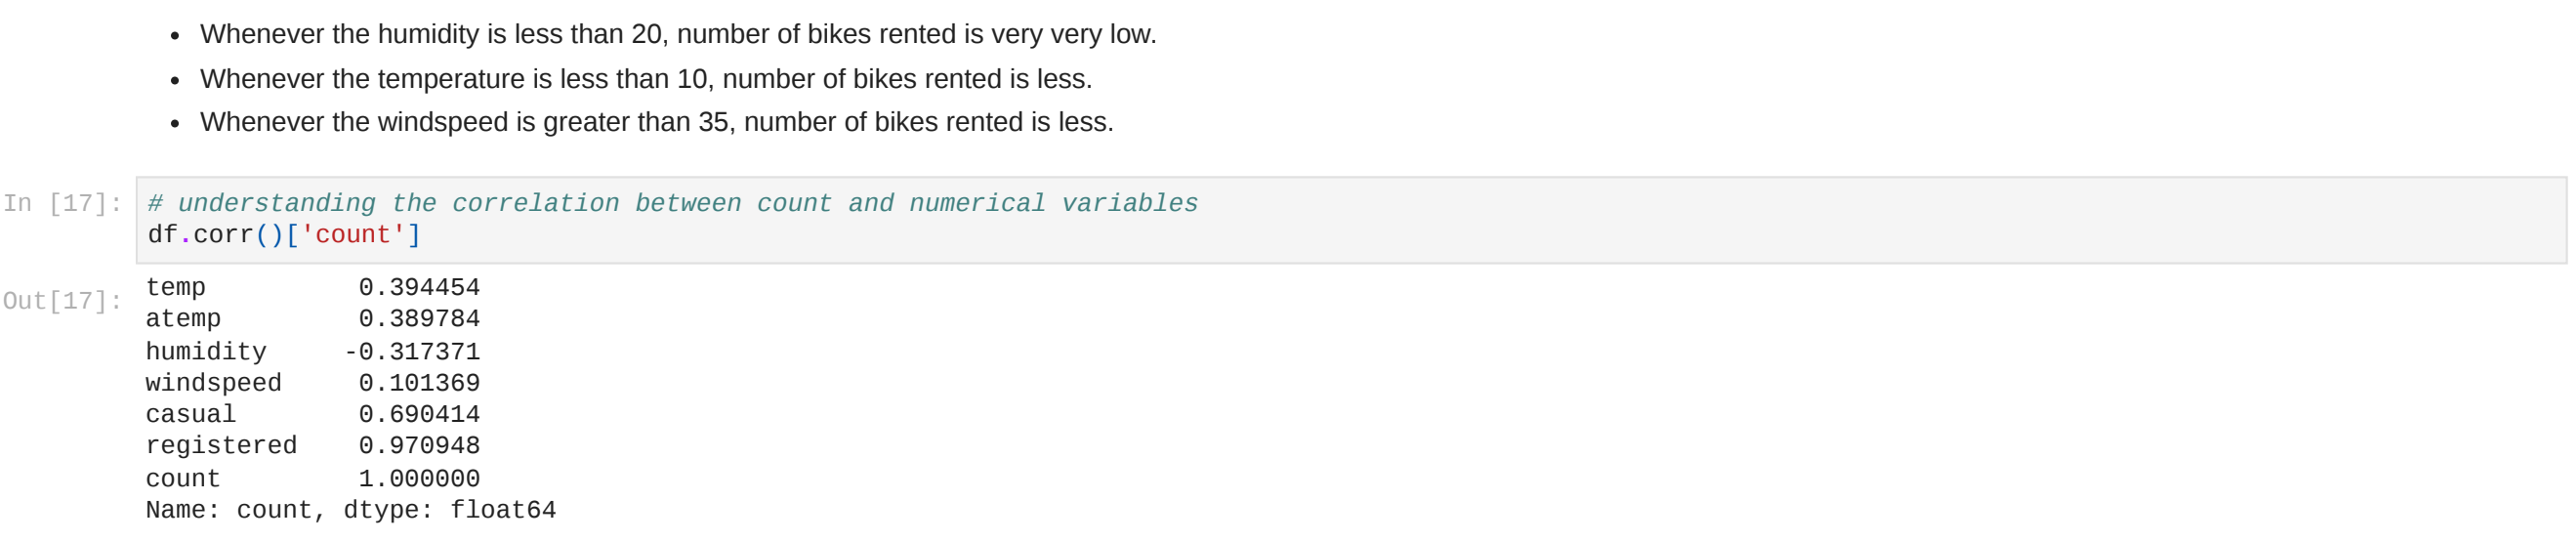 • Whenever the humidity is less than 20, number of bikes rented is very very low.
• Whenever the temperature is less than 10, number of bikes rented is less.
• Whenever the windspeed is greater than 35, number of bikes rented is less.
In [17]: # understanding the correlation between count and numerical variables
df.corr()['count']
Out[17]: temp          0.394454
atemp         0.389784
humidity     -0.317371
windspeed     0.101369
casual        0.690414
registered    0.970948
count         1.000000
Name: count, dtype: float64